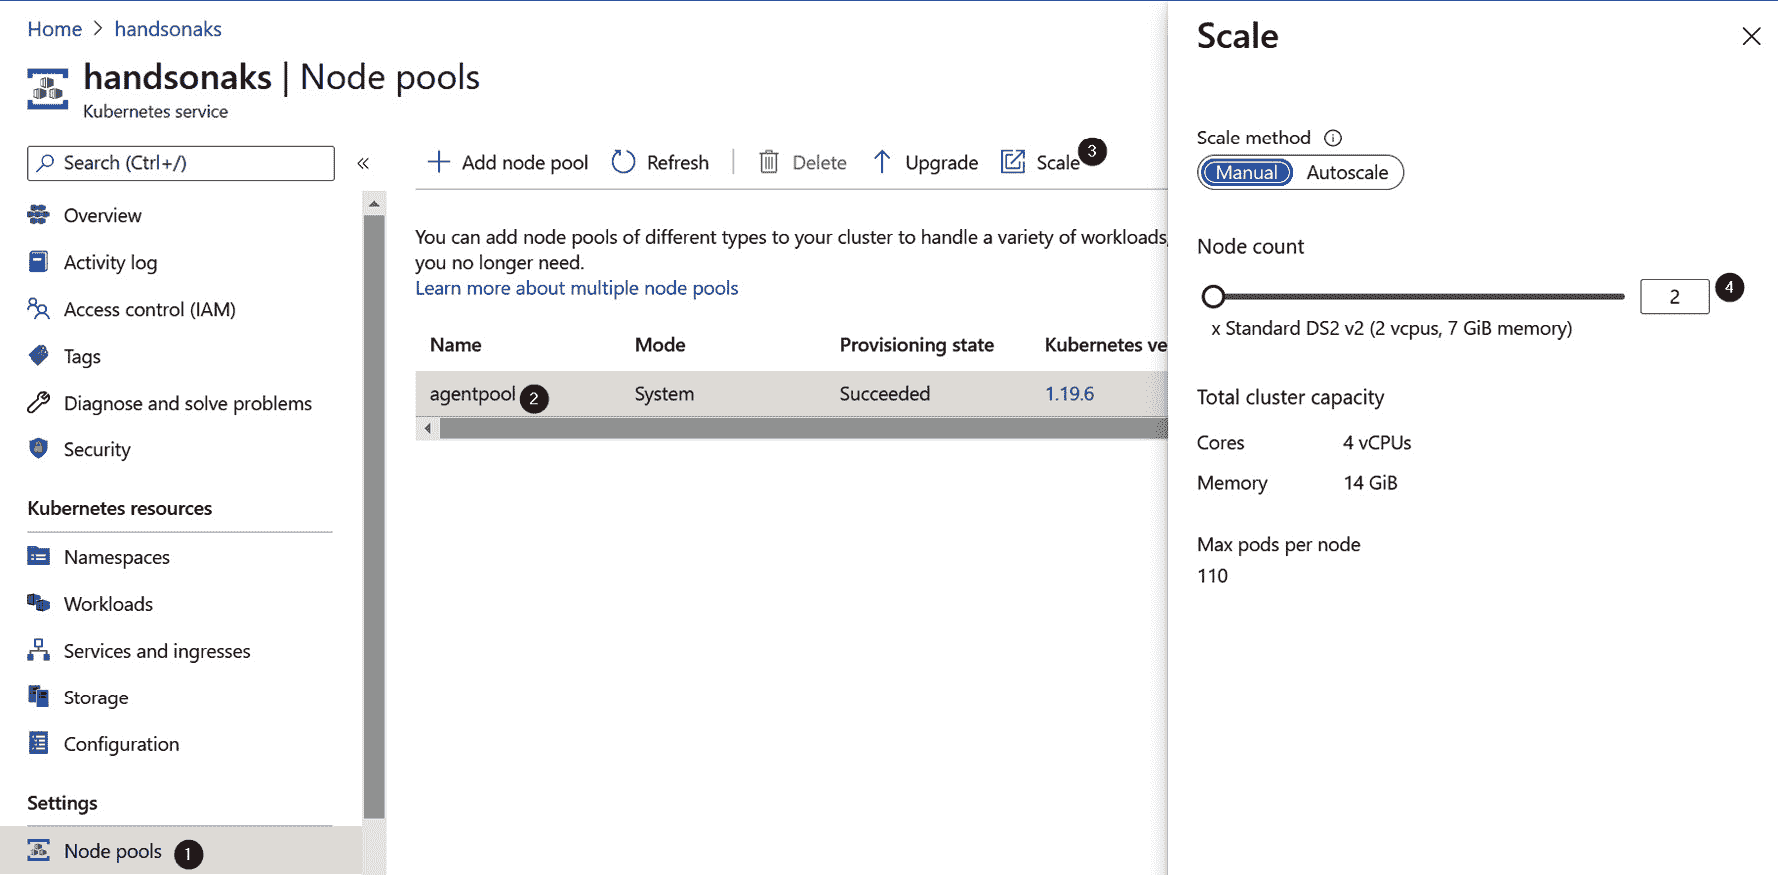 Home > handsonaks
handsonaks | Node pools
Kubernetes service
Search (Ctrl+/)
«
Overview
Activity log
Access control (IAM)
Tags
Diagnose and solve problems
Security
Kubernetes resources
Namespaces
Workloads
Services and ingresses
Storage
Configuration
Settings
Node pools 1
Add node pool Refresh Delete Upgrade Scale 3
You can add node pools of different types to your cluster to handle a variety of workloads,
you no longer need.
Learn more about multiple node pools
Name Mode Provisioning state Kubernetes ve
agentpool 2 System Succeeded 1.19.6
Scale
Scale method
Manual Autoscale
Node count
2 4
x Standard DS2 v2 (2 vcpus, 7 GiB memory)
Total cluster capacity
Cores 4 vCPUs
Memory 14 GiB
Max pods per node
110